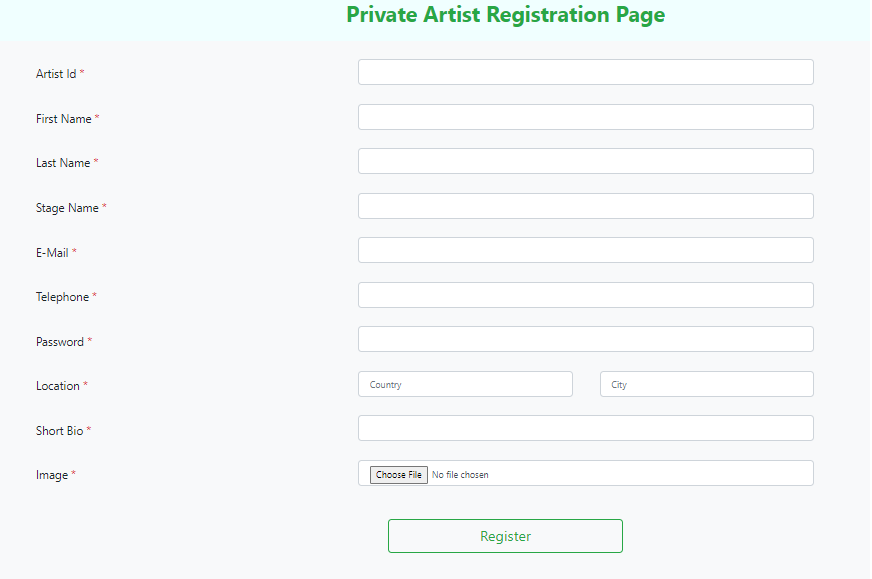 Private Artist Registration Page
Artist Id *
First Name *
Last Name *
Stage Name *
E-Mail *
Telephone *
Password *
Location * Country City
Short Bio *
Image * Choose File No file chosen
Register